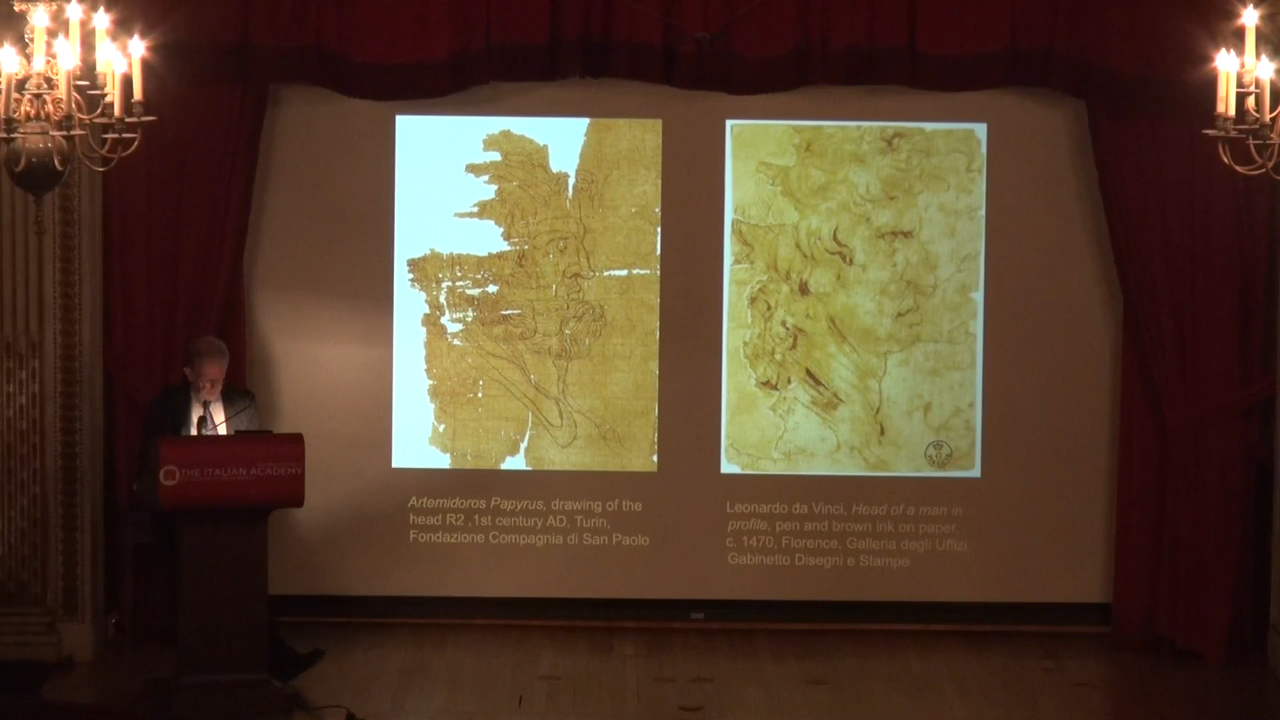 THE ITALIAN ACADEMY
Artemidoros Papyrus, drawing of the
head R2 ,1st century AD, Turin,
Fondazione Compagnia di San Paolo
Leonardo da Vinci, Head of a man in
profile, pen and brown ink on paper,
c. 1470, Florence, Galleria degli Uffizi,
Gabinetto Disegni e Stampe